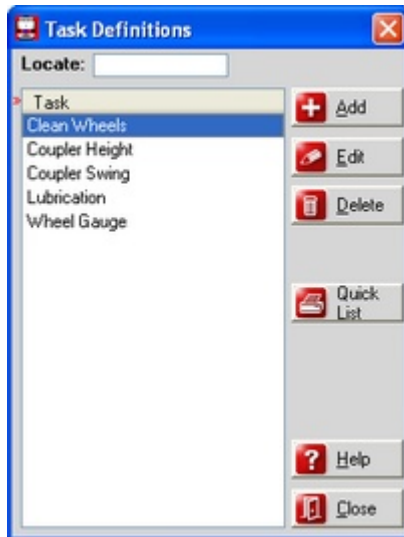 Task Definitions
Locate:
Task
Clean Wheels
Coupler Height
Coupler Swing
Lubrication
Wheel Gauge
Add
Edit
Delete
Quick
List
Help
Close